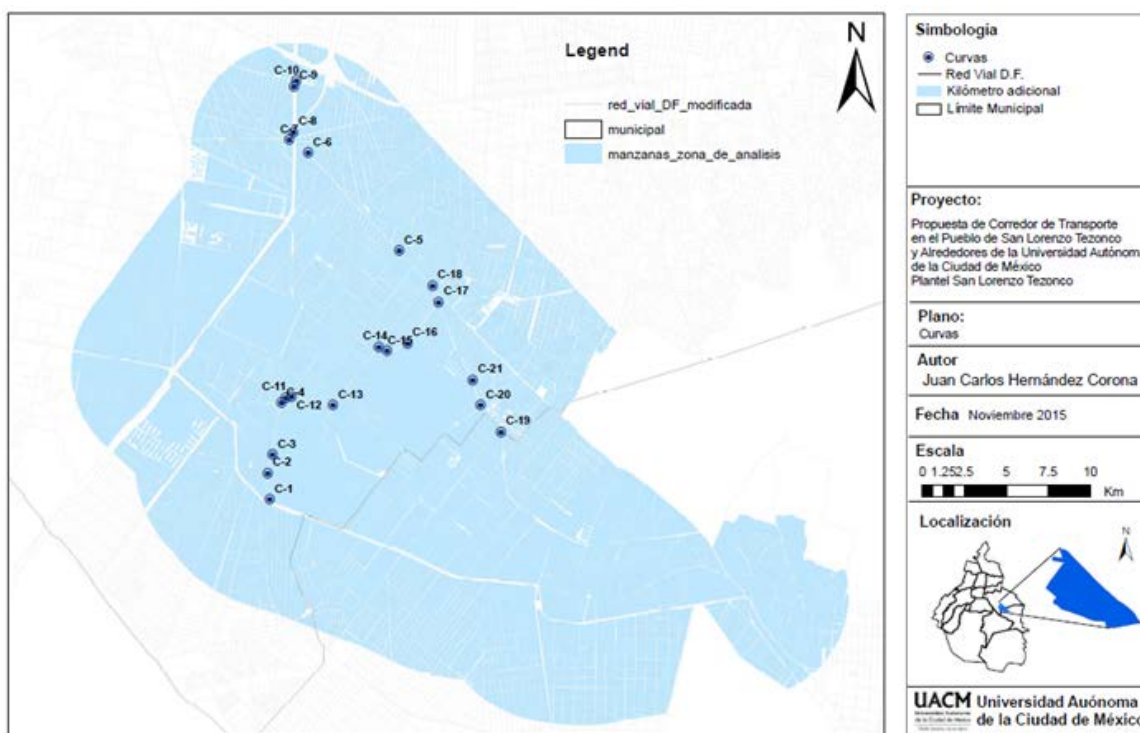 Legend
red_vial_DF_modificada
municipal
manzanas_zona_de_analisis
N
C-10
C-9
C-8
C-7
C-6
C-5
C-18
C-17
C-16
C-14
C-15
C-21
C-20
C-19
C-11
C-4
C-12
C-13
C-3
C-2
C-1
Simbología
Curvas
Red Vial D.F.
Kilómetro adicional
Límite Municipal
Proyecto:
Propuesta de Corredor de Transporte
en el Pueblo de San Lorenzo Tezonco
y Alrededores de la Universidad Autónom
de la Ciudad de México
Plantel San Lorenzo Tezonco
Plano:
Curvas
Autor
Juan Carlos Hernández Corona
Fecha Noviembre 2015
Escala
0 1.252.5 5 7.5 10
Km
Localización
N
UACM Universidad Autónoma
de la Ciudad de México